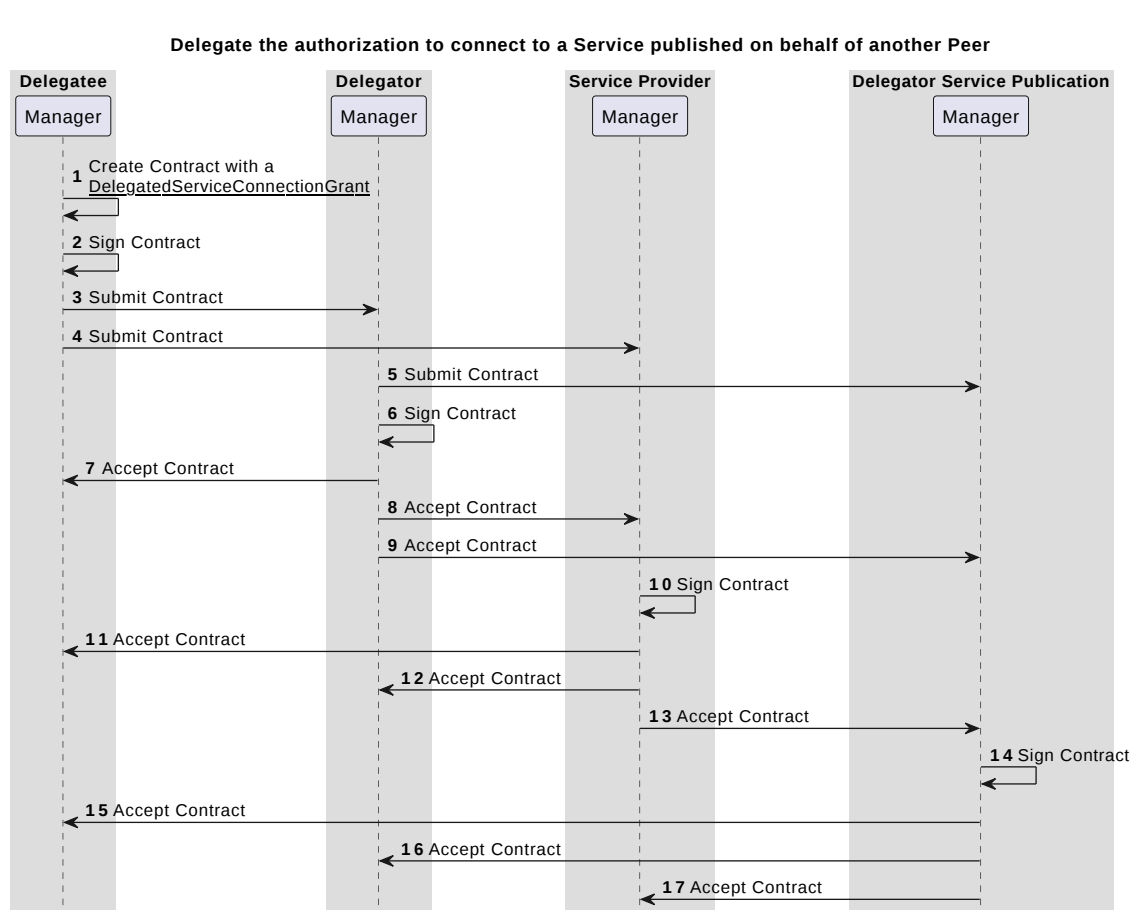 Delegate the authorization to connect to a Service published on behalf of another Peer
Delegatee
Delegator
Service Provider
Delegator Service Publication
Manager
Manager
Manager
Manager
1 Create Contract with a
DelegatedServiceConnectionGrant
2 Sign Contract
3 Submit Contract
4 Submit Contract
5 Submit Contract
6 Sign Contract
7 Accept Contract
8 Accept Contract
9 Accept Contract
10 Sign Contract
11 Accept Contract
12 Accept Contract
13 Accept Contract
14 Sign Contract
15 Accept Contract
16 Accept Contract
17 Accept Contract